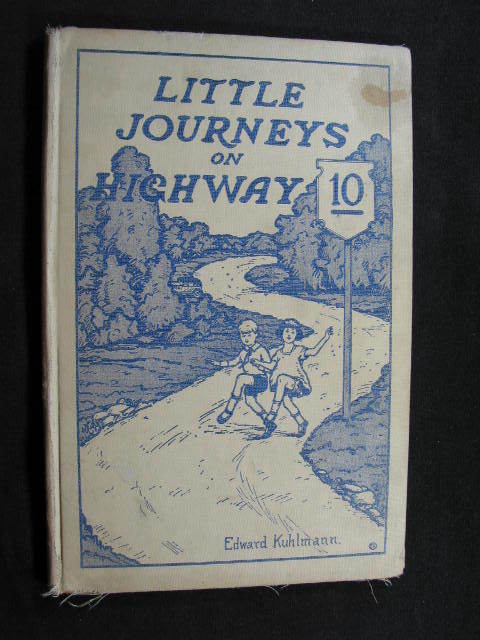 LITTLE
JOURNEYS
ON
HIGHWAY 10
Edward Kuhlmann.